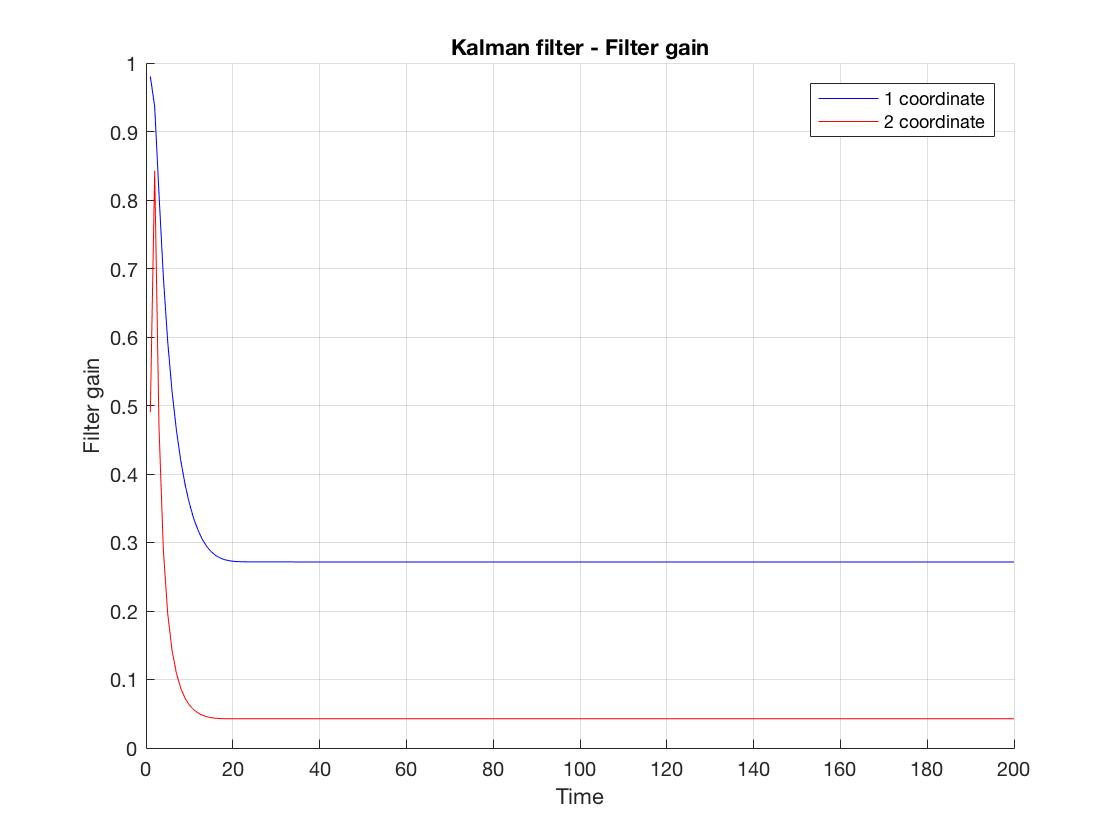 Kalman filter - Filter gain
1 coordinate
2 coordinate
Filter gain
1
0.9
0.8
0.7
0.6
0.5
0.4
0.3
0.2
0.1
0
0 20 40 60 80 100 120 140 160 180 200
Time